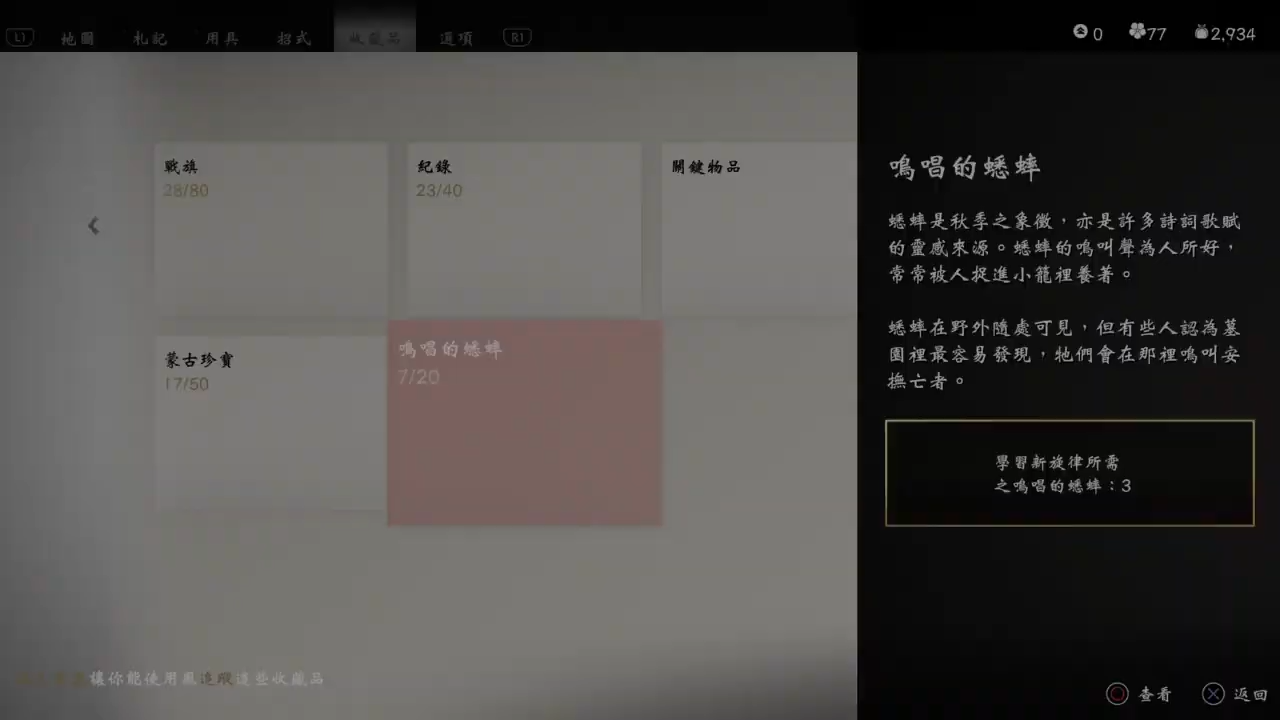 L1 地圖 札記 用具 招式 收藏品 選項 R1
0 77 2,934
戰旗
28/80
紀錄
23/40
關鍵物品
蒙古珍寶
17/50
鳴唱的蟋蟀
7/20
鳴唱的蟋蟀
蟋蟀是秋季之象徵，亦是許多詩詞歌賦
的靈感來源。蟋蟀的鳴叫聲為人所好，
常常被人捉進小籠裡養著。
蟋蟀在野外隨處可見，但有些人認為墓
園裡最容易發現，牠們會在那裡鳴叫安
撫亡者。
學習新旋律所需
之鳴唱的蟋蟀：3
讓你能使用風追蹤這些收藏品
查看 返回